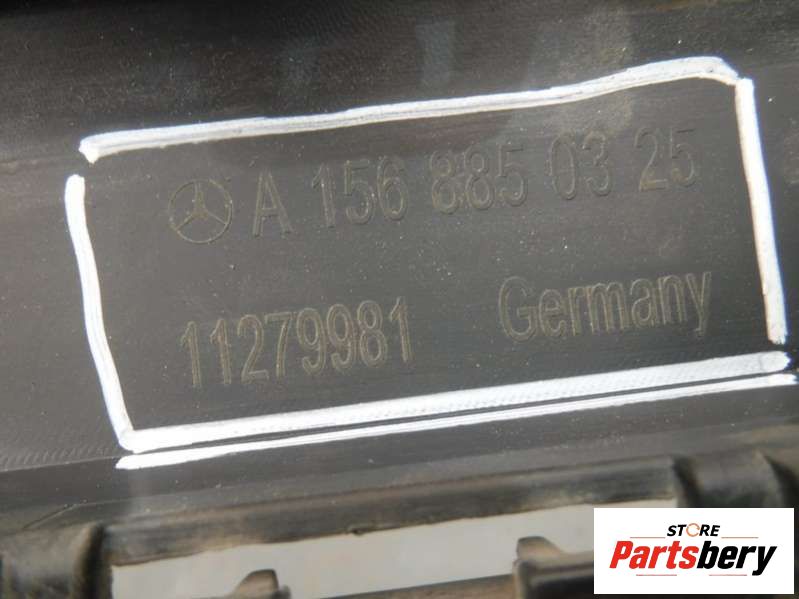 A 156 885 03 25
11279981 Germany
STORE
Partsbery